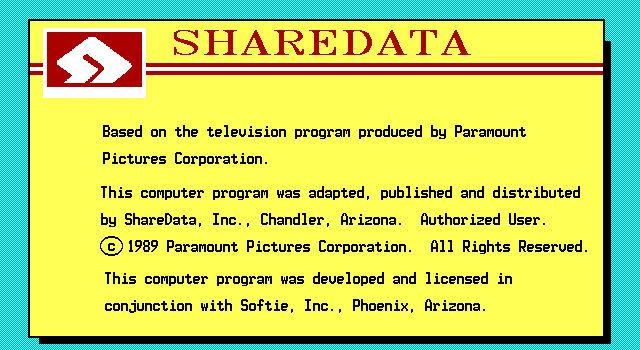 SHAREDATA
Based on the television program produced by Paramount
Pictures Corporation.
This computer program was adapted, published and distributed
by ShareData, Inc., Chandler, Arizona. Authorized User.
© 1989 Paramount Pictures Corporation. All Rights Reserved.
This computer program was developed and licensed in
conjunction with Softie, Inc., Phoenix, Arizona.